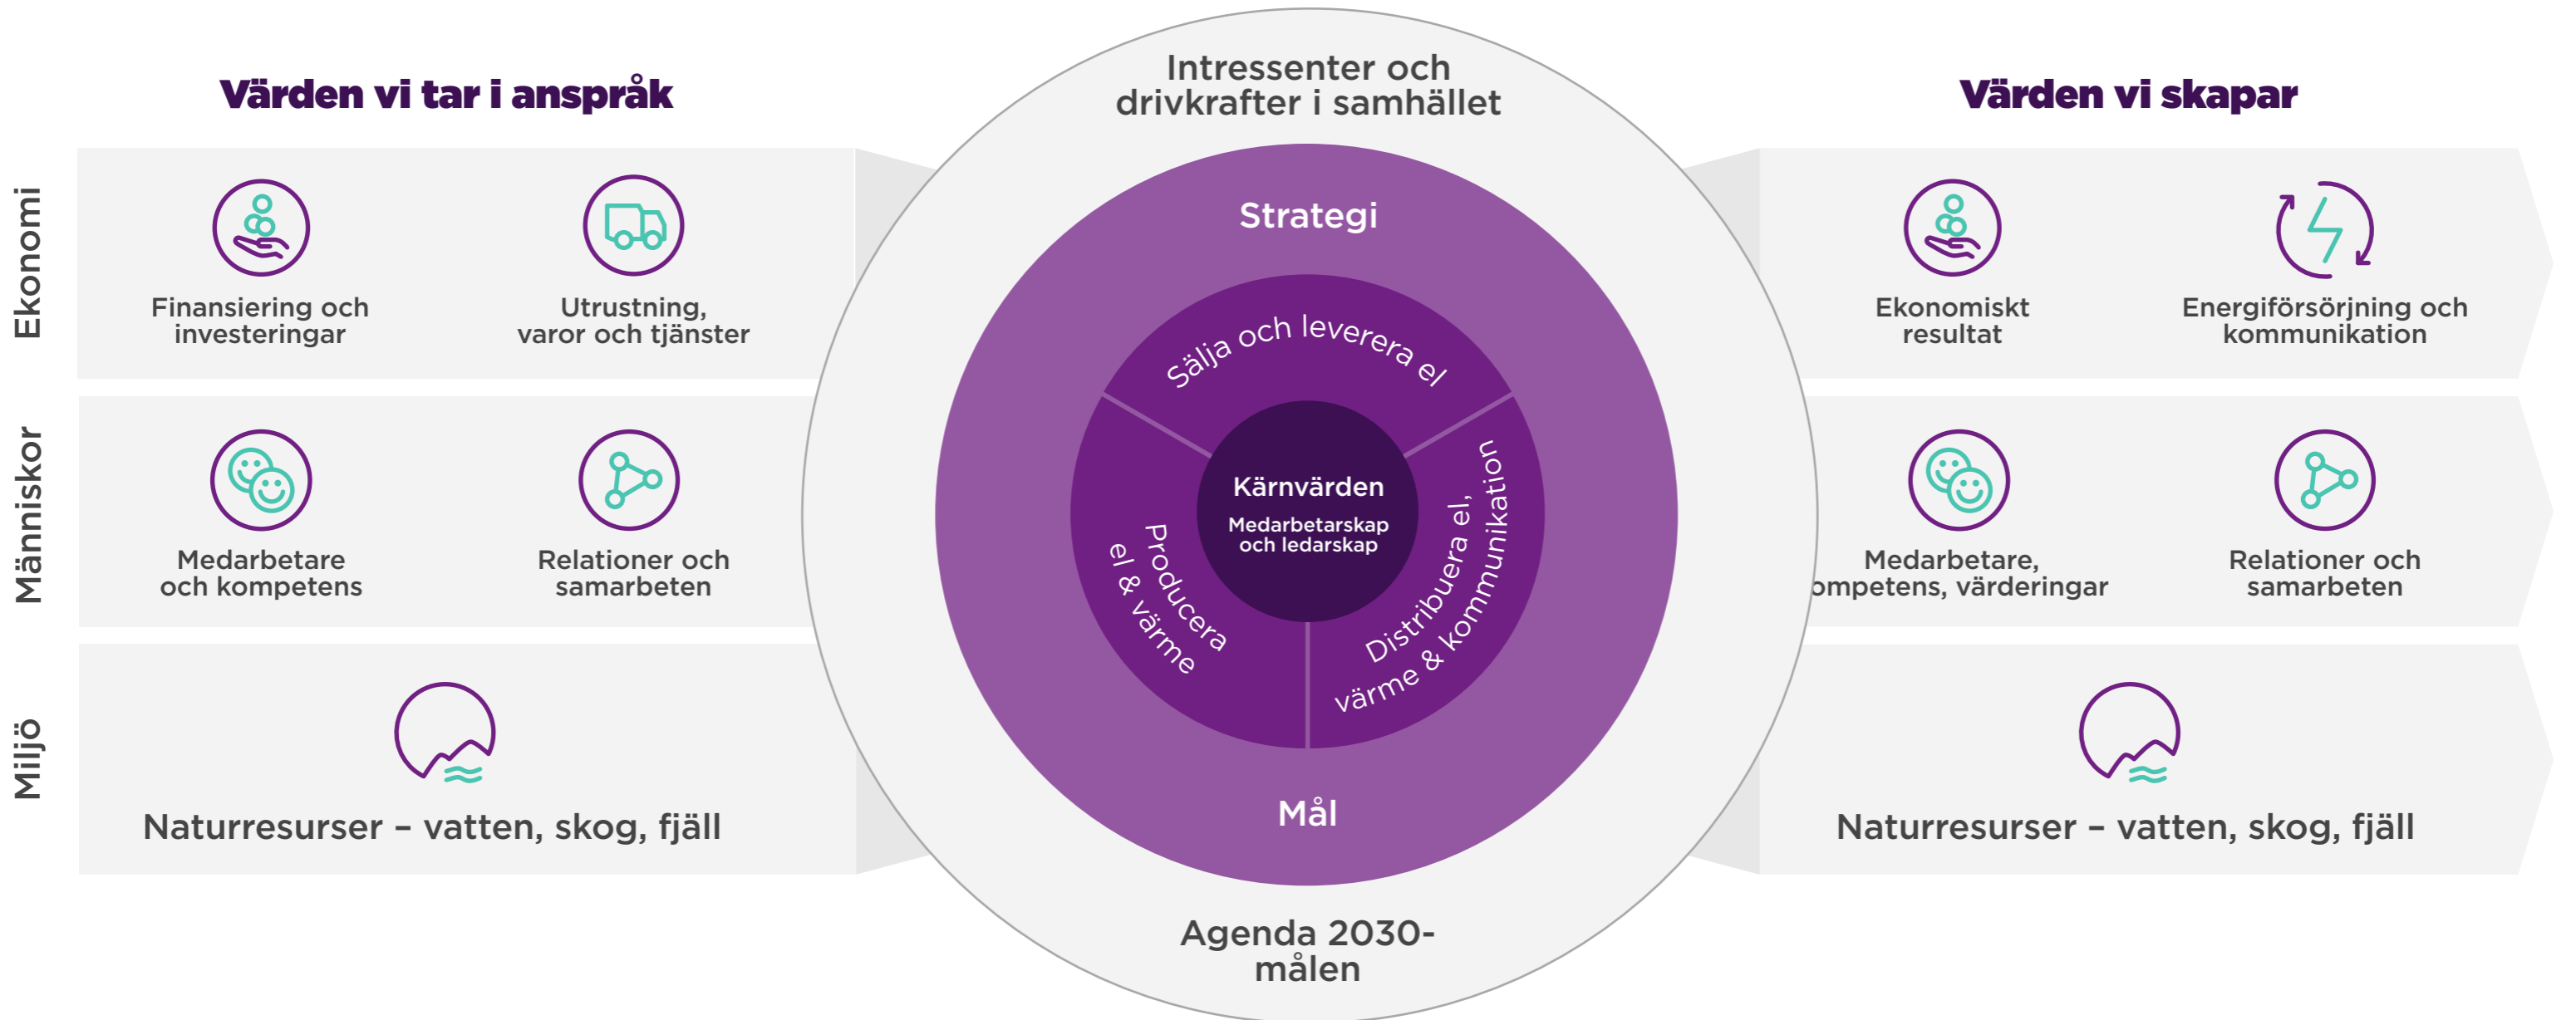 Värden vi tar i anspråk
Ekonomi
Finansiering och
investeringar
Utrustning,
varor och tjänster
Människor
Medarbetare
och kompetens
Relationer och
samarbeten
Miljö
Naturresurser – vatten, skog, fjäll
Intressenter och
drivkrafter i samhället
Strategi
Sälja och leverera el
Kärnvärden
Medarbetarskap
och ledarskap
Producera
el & värme
Distribuera el,
värme & kommunikation
Mål
Agenda 2030-
målen
Värden vi skapar
Ekonomiskt
resultat
Energiförsörjning och
kommunikation
Medarbetare,
ompetens, värderingar
Relationer och
samarbeten
Naturresurser – vatten, skog, fjäll